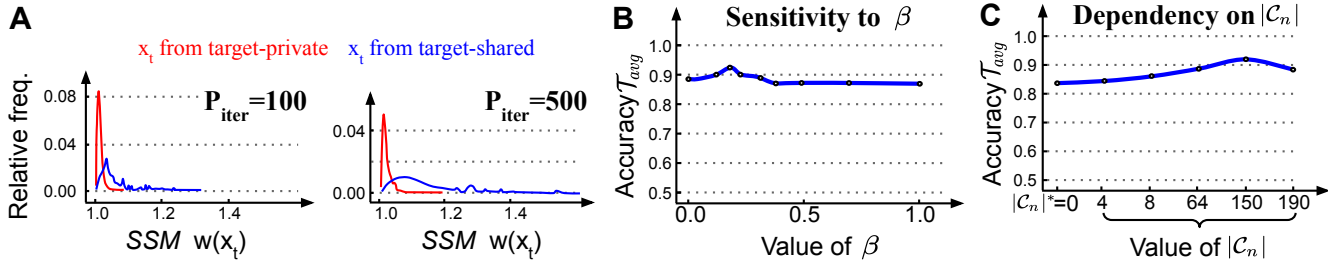 A
x_t from target-private x_t from target-shared
Relative freq.
0.08
0.04
0.00
P_iter=100
1.0 1.2 1.4
SSM w(x_t)
0.04
0.00
P_iter=500
1.0 1.2 1.4
SSM w(x_t)
B
Sensitivity to β
Accuracy 𝒯_avg
1.0
0.9
0.8
0.7
0.6
0.5
0.0 0.5 1.0
Value of β
C
Dependency on |𝒞_n|
Accuracy 𝒯_avg
1.0
0.9
0.8
0.7
0.6
0.5
|𝒞_n|*=0 4 8 64 150 190
Value of |𝒞_n|